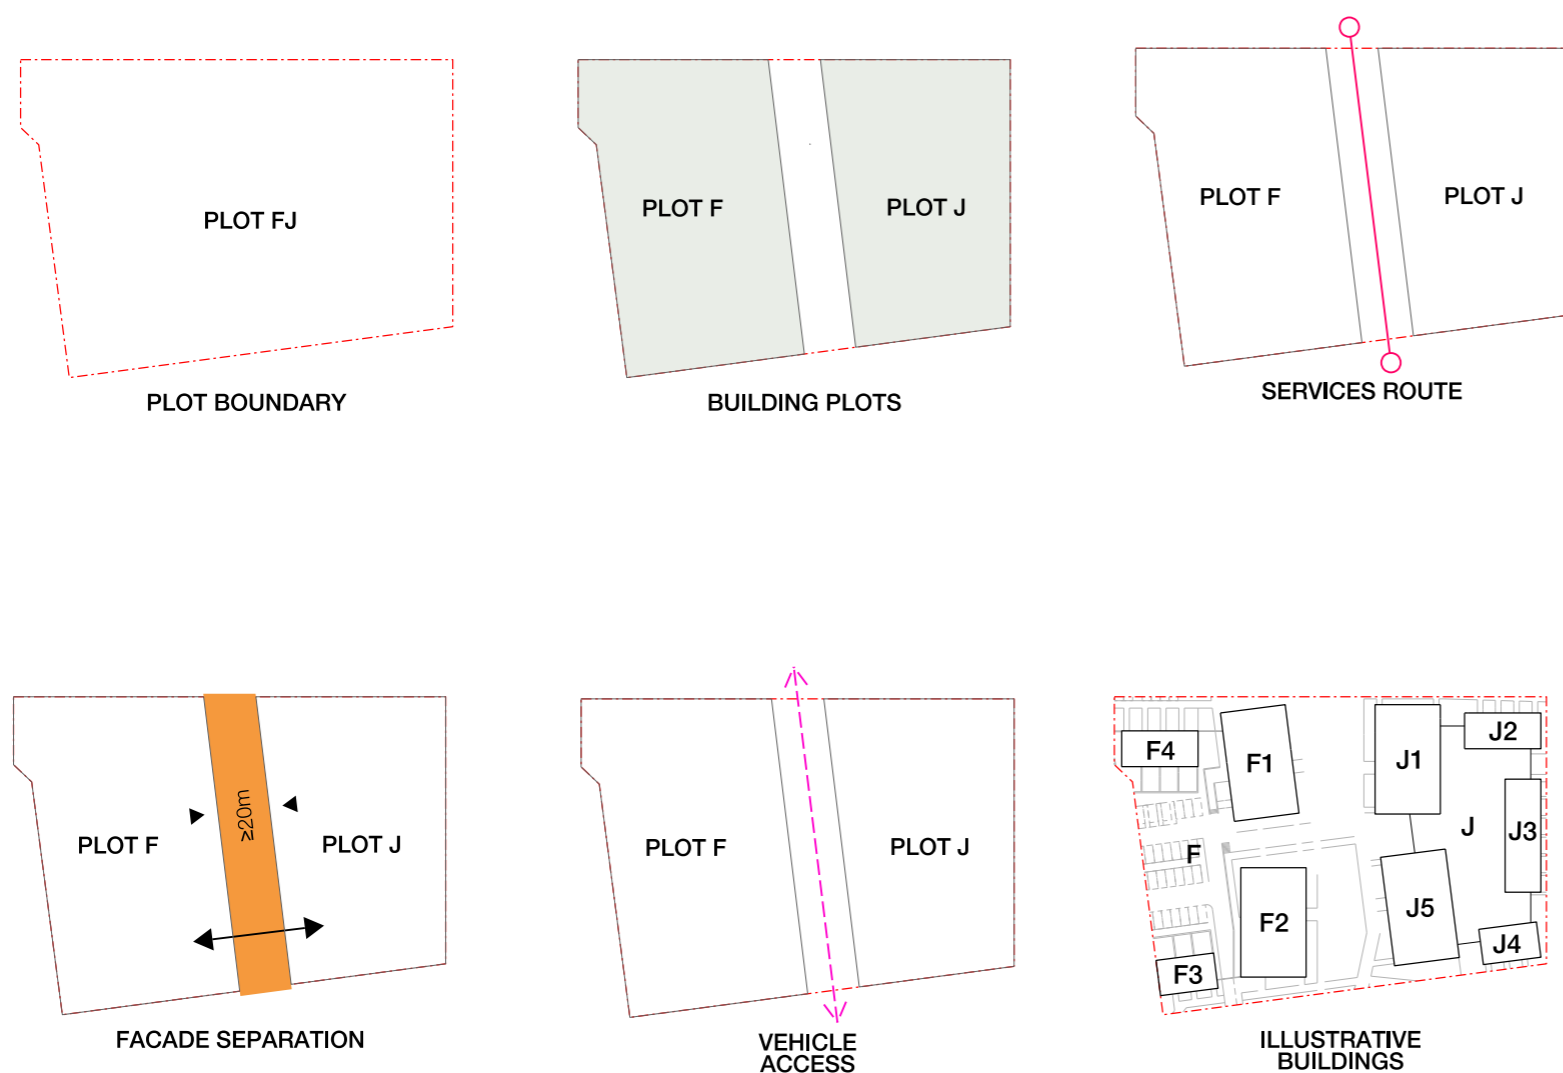 PLOT FJ
PLOT BOUNDARY
PLOT F
PLOT J
BUILDING PLOTS
PLOT F
PLOT J
SERVICES ROUTE
PLOT F
≥20m
PLOT J
FACADE SEPARATION
PLOT F
PLOT J
VEHICLE
ACCESS
F4
F1
J1
J2
F
J
J3
F2
J5
F3
J4
ILLUSTRATIVE
BUILDINGS